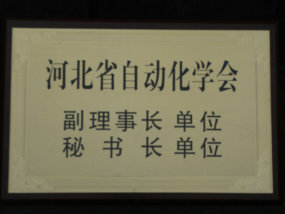 河北省自动化学会
副理事长 单位
秘书长 单位